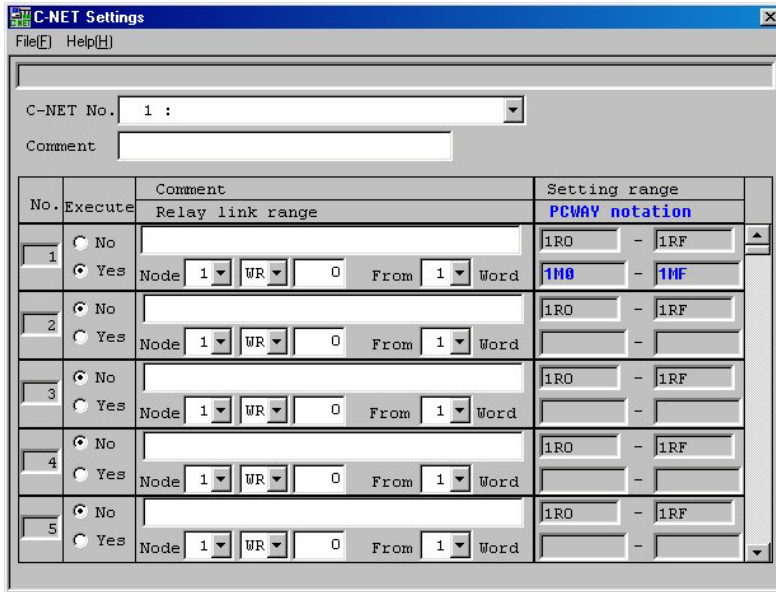 C-NET Settings
File(F) Help(H)
C-NET No. 1 :
Comment
No. Execute Comment Setting range
Relay link range PCWAY notation
1 No 1R0 - 1RF
Yes Node 1 WR 0 From 1 Word 1M0 - 1MF
2 No 1R0 - 1RF
Yes Node 1 WR 0 From 1 Word -
3 No 1R0 - 1RF
Yes Node 1 WR 0 From 1 Word -
4 No 1R0 - 1RF
Yes Node 1 WR 0 From 1 Word -
5 No 1R0 - 1RF
Yes Node 1 WR 0 From 1 Word -